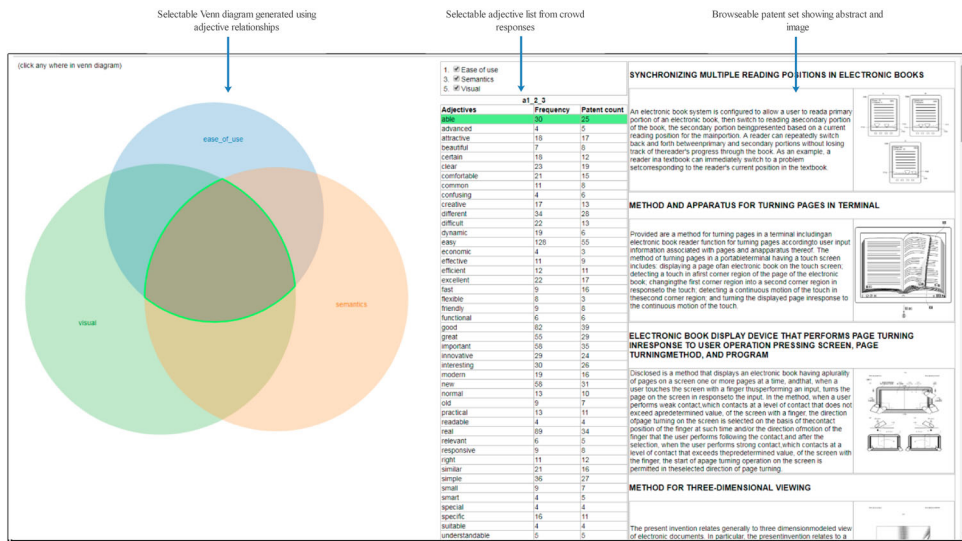 Selectable Venn diagram generated using
adjective relationships
Selectable adjective list from crowd
responses
Browseable patent set showing abstract and
image
(click any where in venn diagram)
ease_of_use
visual
semantics
1. Ease of use
3. Semantics
5. Visual
a1_2_3
Adjectives Frequency Patent count
able 30 25
advanced 4 5
attractive 18 17
beautiful 7 8
certain 18 12
clear 23 19
comfortable 21 15
common 11 8
confusing 4 6
creative 17 13
different 34 28
difficult 22 13
dynamic 19 6
easy 128 55
economic 4 3
effective 11 9
efficient 12 11
excellent 22 17
fast 9 16
flexible 8 3
friendly 9 8
functional 6 6
good 82 39
great 55 29
important 58 35
innovative 29 24
interesting 30 26
modern 19 16
new 58 31
normal 13 10
old 9 7
practical 13 11
readable 4 4
real 89 34
relevant 6 5
responsive 9 8
right 11 12
similar 21 16
simple 36 27
small 9 7
smart 4 5
special 4 4
specific 16 11
suitable 4 4
understandable 5 5
SYNCHRONIZING MULTIPLE READING POSITIONS IN ELECTRONIC BOOKS
An electronic book system is configured to allow a user to reada primary
portion of an electronic book, then switch to reading asecondary portion
of the book, the secondary portion beingpresented based on a current
reading position for the mainportion. A reader can repeatedly switch
back and forth betweenprimary and secondary portions without losing
track of thereader's progress through the book. As an example, a
reader ina textbook can immediately switch to a problem
setcorresponding to the reader's current position in the textbook.
METHOD AND APPARATUS FOR TURNING PAGES IN TERMINAL
Provided are a method for turning pages in a terminal includingan
electronic book reader function for turning pages accordingto user input
information associated with pages and anapparatus thereof. The
method of turning pages in a portableterminal having a touch screen
includes: displaying a page ofan electronic book on the touch screen;
detecting a touch in afirst corner region of the page of the electronic
book; changingthe first corner region into a second corner region in
responseto the touch; detecting a continuous motion of the touch in
thesecond corner region; and turning the displayed page inresponse to
the continuous motion of the touch.
ELECTRONIC BOOK DISPLAY DEVICE THAT PERFORMS PAGE TURNING
INRESPONSE TO USER OPERATION PRESSING SCREEN, PAGE
TURNINGMETHOD, AND PROGRAM
Disclosed is a method that displays an electronic book having aplurality
of pages on a screen one or more pages at a time, andthat, when a
user touches the screen with a finger thusperforming an input, turns the
page on the screen in responseto the input. In the method, when a user
performs weak contact,which contacts at a level of contact that does not
exceed apredetermined value, of the screen with a finger, the direction
ofpage turning on the screen is selected on the basis of thecontact
position of the finger at such time and/or the direction ofmotion of the
finger that the user performs following the contact,and after the
selection, when the user performs strong contact,which contacts at a
level of contact that exceeds thepredetermined value, of the screen with
the finger, the start of apage turning operation on the screen is
permitted in theselected direction of page turning.
METHOD FOR THREE-DIMENSIONAL VIEWING
The present invention relates generally to three dimensionmodeled view
of electronic documents. In particular, the presentinvention relates to a